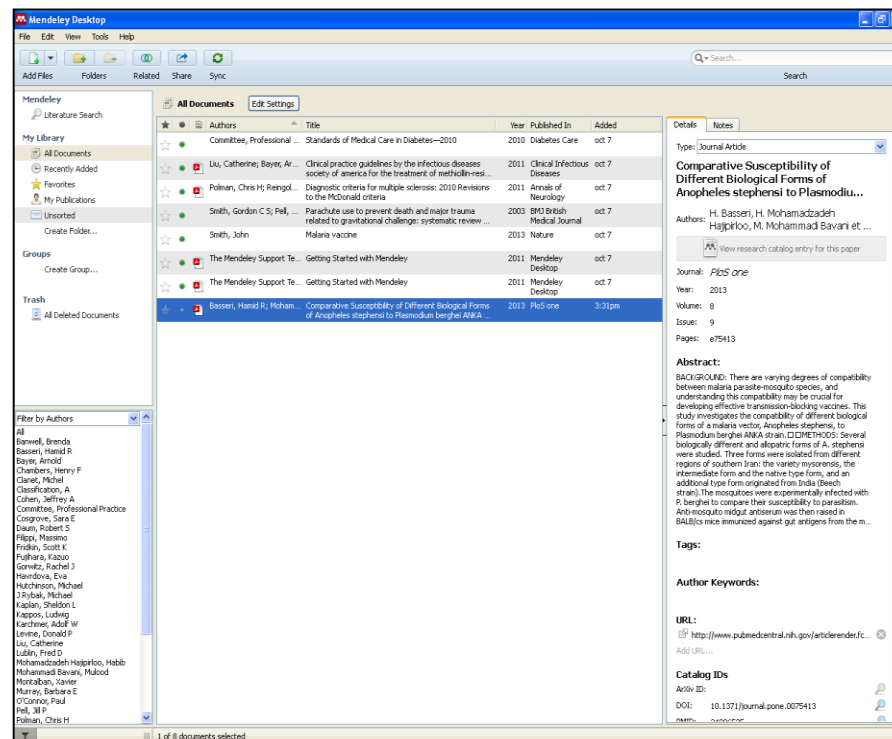 Mendeley Desktop
File Edit View Tools Help
Add Files Folders Related Share Sync
Search...
Search
Mendeley
Literature Search
My Library
All Documents
Recently Added
Favorites
My Publications
Unsorted
Create Folder...
Groups
Create Group...
Trash
All Deleted Documents
Filter by Authors
All
Banwell, Brenda
Basseri, Hamid R
Bayer, Arnold
Chambers, Henry F
Clanet, Michel
Classification, A
Cohen, Jeffrey A
Committee, Professional Practice
Cosgrove, Sara E
Daum, Robert S
Filippi, Massimo
Fridkin, Scott K
Fujihara, Kazuo
Gorwitz, Rachel J
Havrdova, Eva
Hutchinson, Michael
J Rybak, Michael
Kaplan, Sheldon L
Kappos, Ludwig
Karchmer, Adolf W
Levine, Donald P
Liu, Catherine
Lublin, Fred D
Mohamadzadeh Hajipirloo, Habib
Mohammadi Bavani, Mulood
Montalban, Xavier
Murray, Barbara E
O'Connor, Paul
Pell, Jill P
Polman, Chris H
All Documents Edit Settings
Authors Title Year Published In Added
Committee, Professional ... Standards of Medical Care in Diabetes—2010 2010 Diabetes Care oct 7
Liu, Catherine; Bayer, Ar... Clinical practice guidelines by the infectious diseases 2011 Clinical Infectious oct 7
society of america for the treatment of methicillin-resi... Diseases
Polman, Chris H; Reingol... Diagnostic criteria for multiple sclerosis: 2010 Revisions 2011 Annals of oct 7
to the McDonald criteria Neurology
Smith, Gordon C S; Pell, ... Parachute use to prevent death and major trauma 2003 BMJ British oct 7
related to gravitational challenge: systematic review ... Medical Journal
Smith, John Malaria vaccine 2013 Nature oct 7
The Mendeley Support Te... Getting Started with Mendeley 2011 Mendeley oct 7
Desktop
The Mendeley Support Te... Getting Started with Mendeley 2011 Mendeley oct 7
Desktop
Basseri, Hamid R; Moham... Comparative Susceptibility of Different Biological Forms 2013 PloS one 3:31pm
of Anopheles stephensi to Plasmodium berghei ANKA ...
1 of 8 documents selected
Details Notes
Type: Journal Article
Comparative Susceptibility of
Different Biological Forms of
Anopheles stephensi to Plasmodiu...
Authors: H. Basseri, H. Mohamadzadeh
Hajipirloo, M. Mohammadi Bavani et ...
View research catalog entry for this paper
Journal: PloS one
Year: 2013
Volume: 8
Issue: 9
Pages: e75413
Abstract:
BACKGROUND: There are varying degrees of compatibility
between malaria parasite-mosquito species, and
understanding this compatibility may be crucial for
developing effective transmission-blocking vaccines. This
study investigates the compatibility of different biological
forms of a malaria vector, Anopheles stephensi, to
Plasmodium berghei ANKA strain.□□METHODS: Several
biologically different and allopatric forms of A. stephensi
were studied. Three forms were isolated from different
regions of southern Iran: the variety mysorensis, the
intermediate form and the native type form, and an
additional type form originated from India (Beech
strain).The mosquitoes were experimentally infected with
P. berghei to compare their susceptibility to parasitism.
Anti-mosquito midgut antiserum was then raised in
BALB/cs mice immunized against gut antigens from the m...
Tags:
Author Keywords:
URL:
http://www.pubmedcentral.nih.gov/articlerender.fc...
Add URL...
Catalog IDs
ArXiv ID:
DOI: 10.1371/journal.pone.0075413